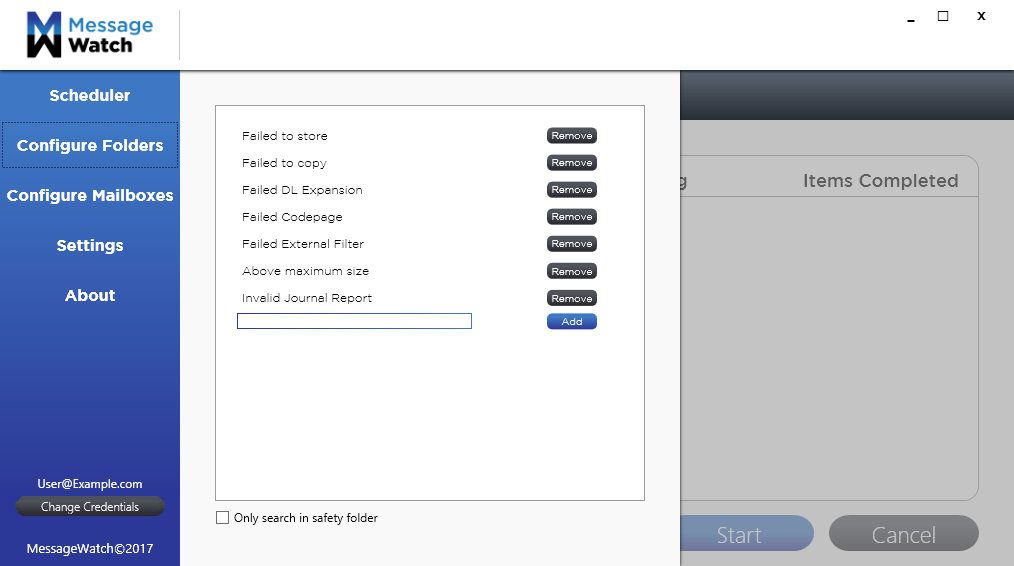 Message
Watch
X
Scheduler
Configure Folders
Configure Mailboxes
Settings
About
User@Example.com
Change Credentials
MessageWatch©2017
Failed to store Remove
Failed to copy Remove
Failed DL Expansion Remove
Failed Codepage Remove
Failed External Filter Remove
Above maximum size Remove
Invalid Journal Report Remove
Add
Only search in safety folder
g Items Completed
Start Cancel